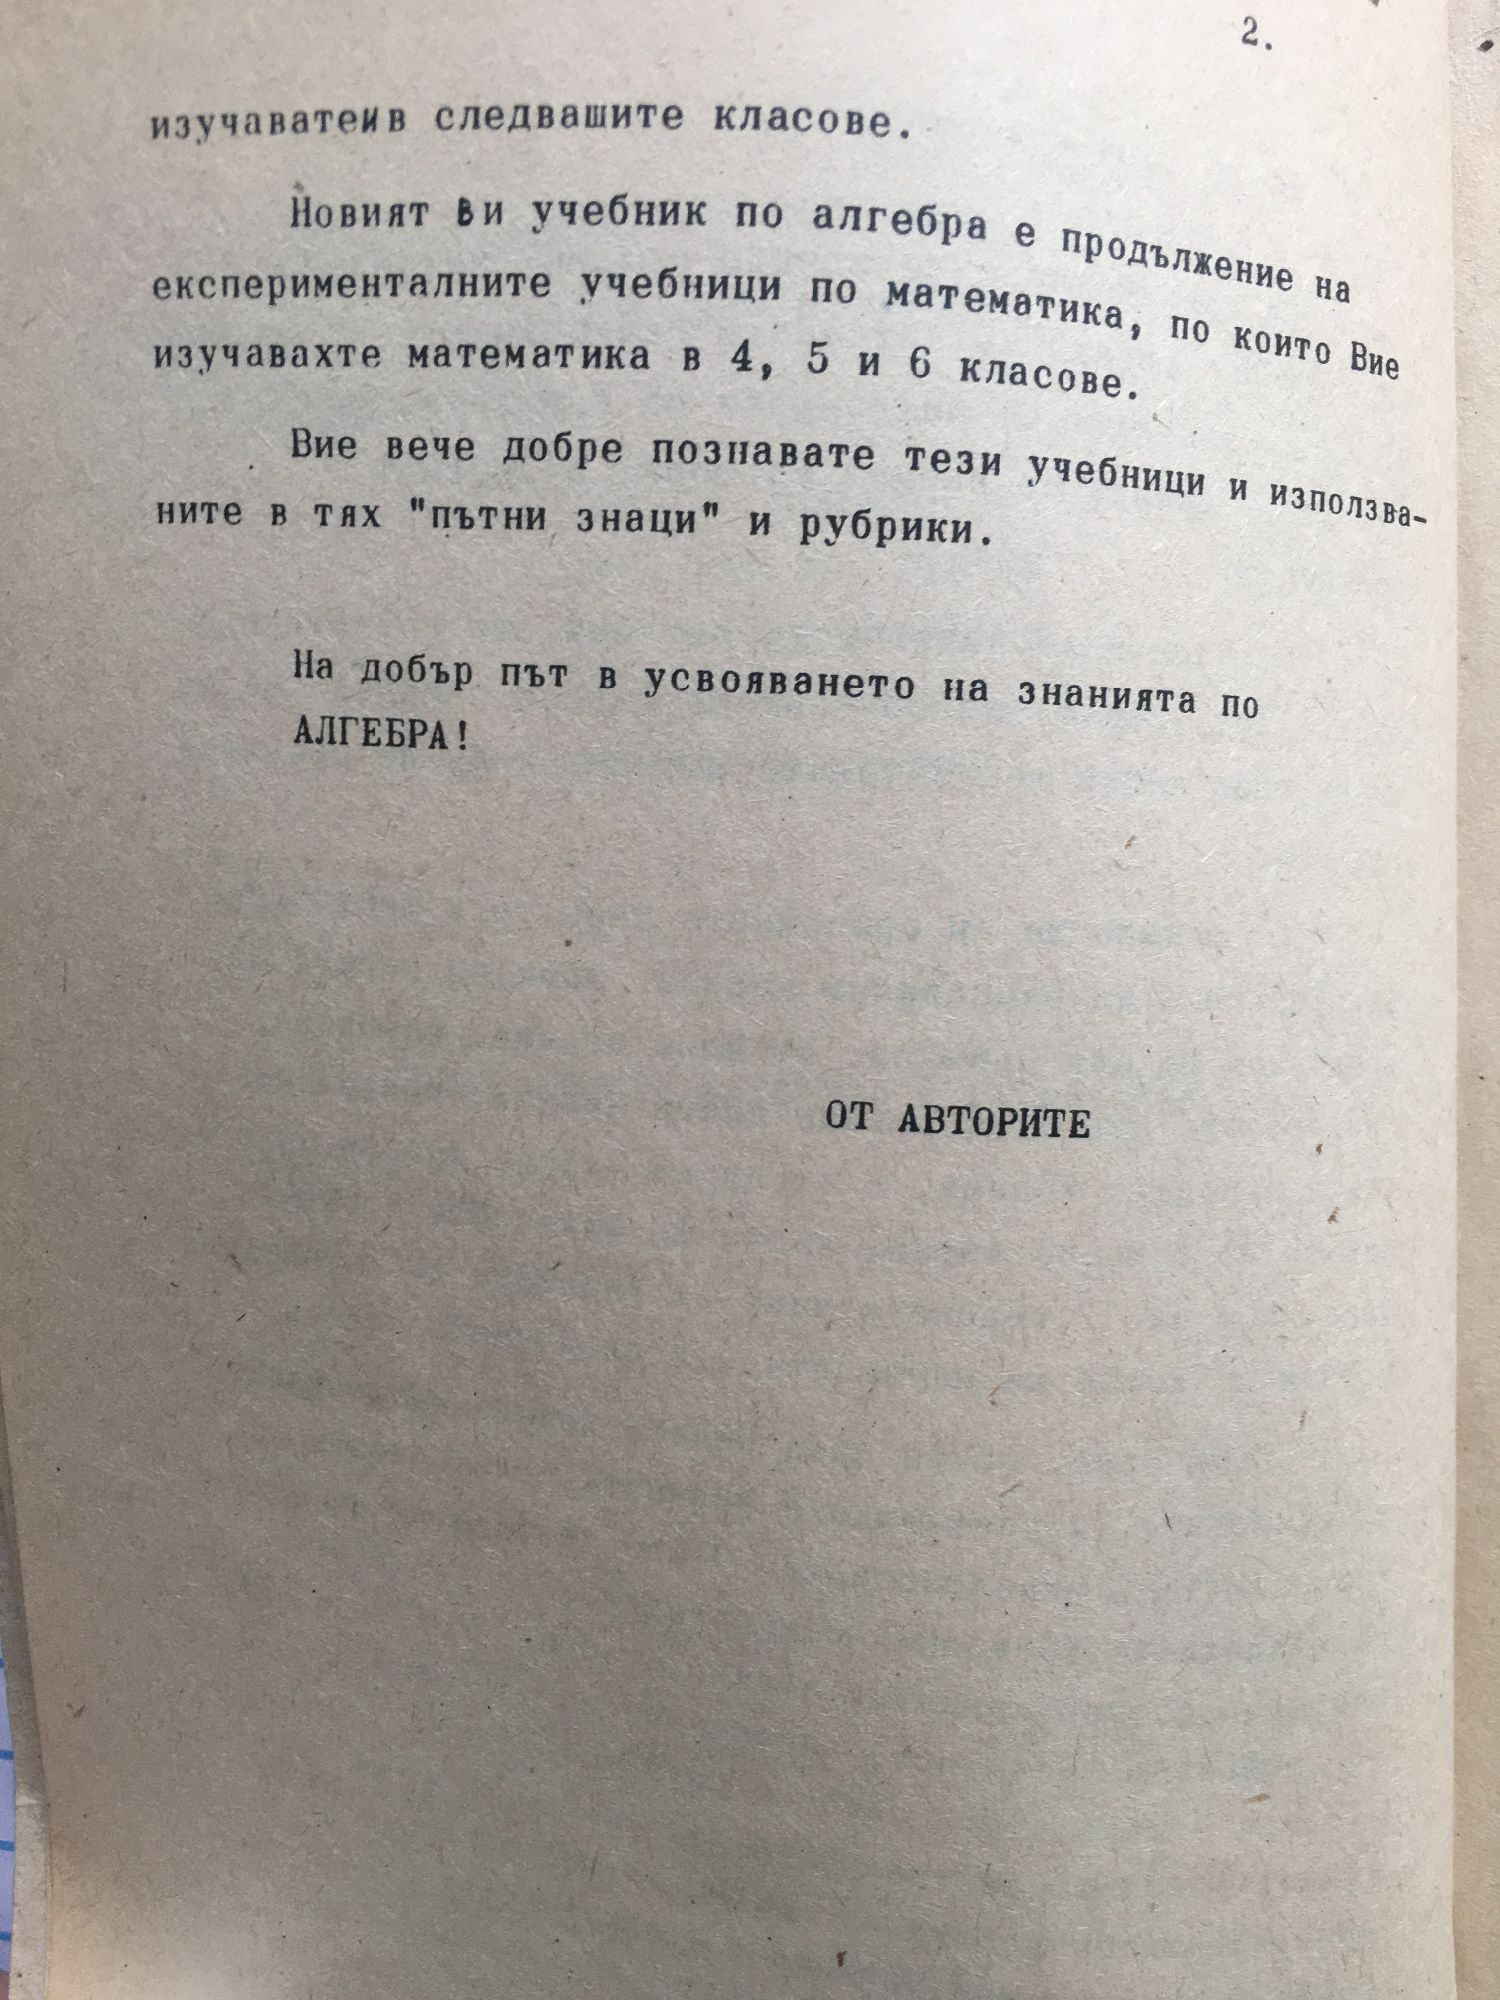 2.
изучаватеи в следвашите класове.
Новият ви учебник по алгебра е продължение на
експерименталните учебници по математика, по които Вие
изучавахте математика в 4, 5 и 6 класове.
Вие вече добре познавате тези учебници и използва-
ните в тях "пътни знаци" и рубрики.
На добър път в усвояването на знанията по
АЛГЕБРА!
ОТ АВТОРИТЕ